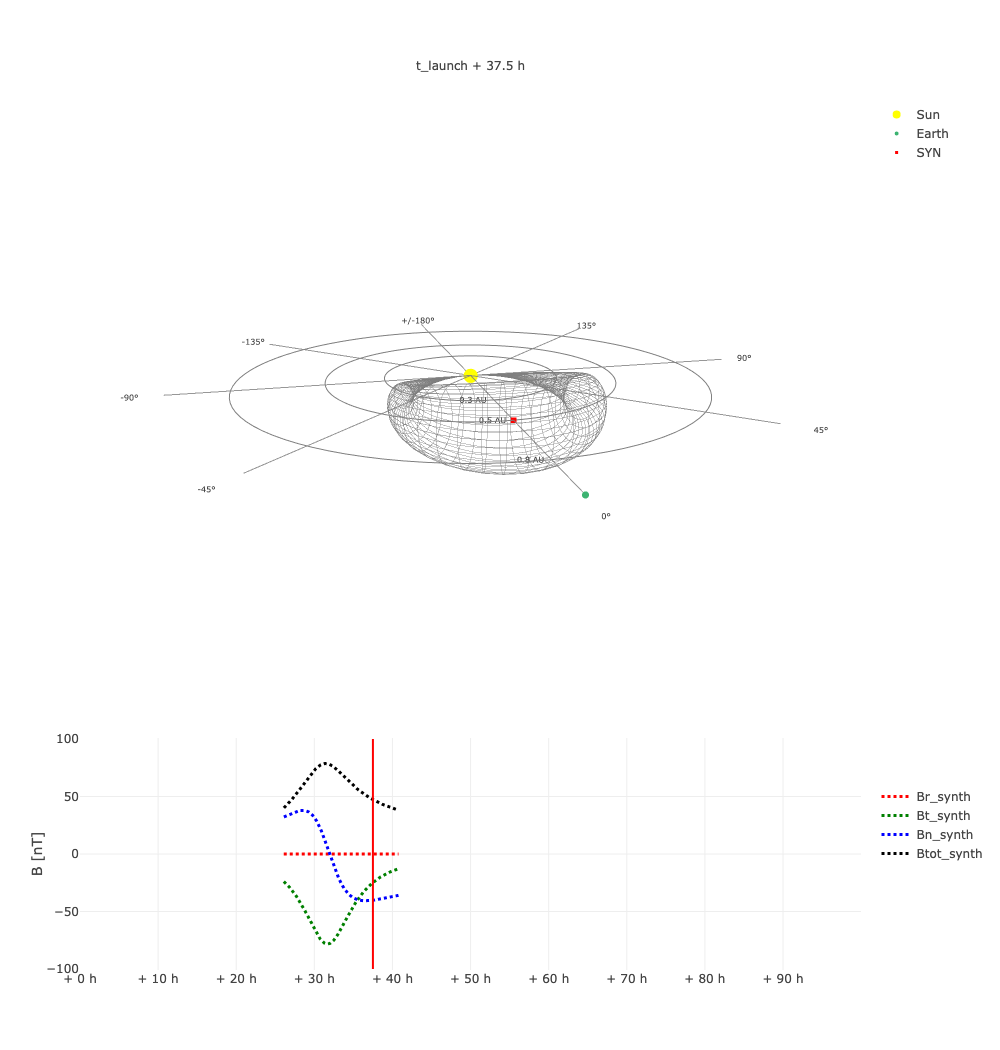 t_launch + 37.5 h
Sun
Earth
SYN
+/-180°
135°
-135°
90°
-90°
0.3 AU
0.5 AU
45°
0.8 AU
-45°
0°
B [nT]
100
50
0
−50
−100
+ 0 h
+ 10 h
+ 20 h
+ 30 h
+ 40 h
+ 50 h
+ 60 h
+ 70 h
+ 80 h
+ 90 h
Br_synth
Bt_synth
Bn_synth
Btot_synth